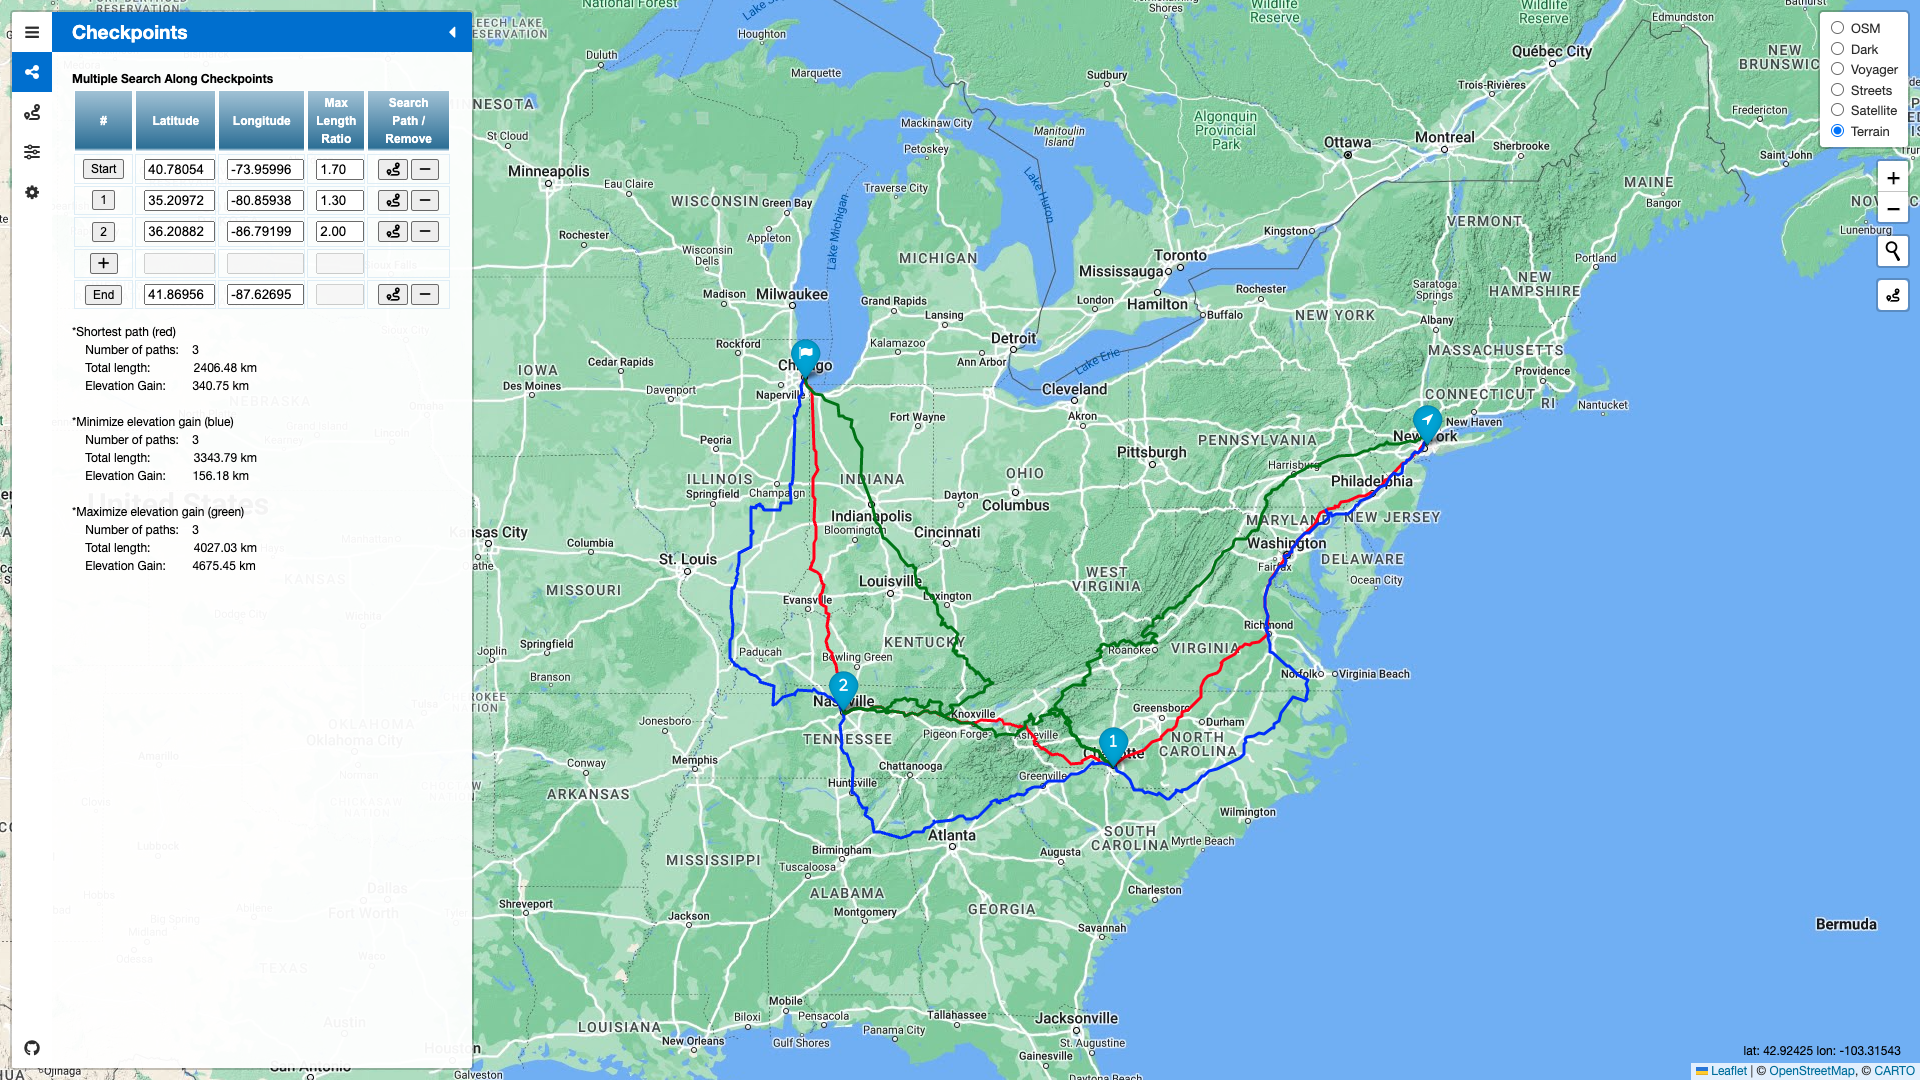 Checkpoints
Multiple Search Along Checkpoints
# Latitude Longitude Max Length Ratio Search Path / Remove
Start 40.78054 -73.95996 1.70 −
1 35.20972 -80.85938 1.30 −
2 36.20882 -86.79199 2.00 −
+
End 41.86956 -87.62695 −
*Shortest path (red)
Number of paths: 3
Total length: 2406.48 km
Elevation Gain: 340.75 km
*Minimize elevation gain (blue)
Number of paths: 3
Total length: 3343.79 km
Elevation Gain: 156.18 km
*Maximize elevation gain (green)
Number of paths: 3
Total length: 4027.03 km
Elevation Gain: 4675.45 km
OSM
Dark
Voyager
Streets
Satellite
Terrain
+
−
National Forest
Houghton
Duluth
Marquette
Sudbury
Québec City
Edmundston
NEW BRUNSWIC
Trois-Rivières
Fredericton
Saint John
Mackinaw City
Manitoulin Island
Algonquin Provincial Park
Ottawa
Montreal
Sherbrooke
St Cloud
Petoskey
Minneapolis
Eau Claire
Traverse City
Lake Huron
MAINE
Bangor
WISCONSIN
Green Bay
Lake Michigan
VERMONT
Rochester
Appleton
Kingston
Lunenburg
Wisconsin Dells
MICHIGAN
Toronto
Mississauga
Portland
Madison
Milwaukee
Grand Rapids
London
Hamilton
Rochester
Saratoga Springs
NEW HAMPSHIRE
Lansing
Buffalo
NEW YORK
Albany
Rockford
Kalamazoo
Detroit
MASSACHUSETTS
Cedar Rapids
Ann Arbor
Lake Erie
IOWA
Des Moines
Davenport
Naperville
Cleveland
Providence
CONNECTICUT
RI
Nantucket
Fort Wayne
Akron
New Haven
Peoria
PENNSYLVANIA
Pittsburgh
Harrisburg
ILLINOIS
INDIANA
OHIO
Philadelphia
Springfield
Champaign
Dayton
Columbus
Indianapolis
MARYLAND
NEW JERSEY
Bloomington
Cincinnati
Columbia
St. Louis
Washington
Fairfax
DELAWARE
Ocean City
MISSOURI
Louisville
WEST VIRGINIA
Evansville
Lexington
Richmond
Springfield
Joplin
KENTUCKY
Roanoke
VIRGINIA
Paducah
Bowling Green
Norfolk
Virginia Beach
Branson
2
Nashville
Knoxville
Greensboro
Durham
Jonesboro
Pigeon Forge
Asheville
1
TENNESSEE
NORTH CAROLINA
Memphis
Chattanooga
Greenville
Conway
Huntsville
ARKANSAS
Wilmington
Atlanta
SOUTH CAROLINA
Myrtle Beach
Birmingham
Augusta
MISSISSIPPI
Tuscaloosa
ALABAMA
Charleston
Shreveport
Jackson
Montgomery
GEORGIA
Savannah
Bermuda
Mobile
LOUISIANA
Biloxi
Pensacola
Tallahassee
Jacksonville
New Orleans
Gulf Shores
Panama City
St. Augustine
Gainesville
Galveston
lat: 42.92425 lon: -103.31543
Leaflet | © OpenStreetMap, © CARTO